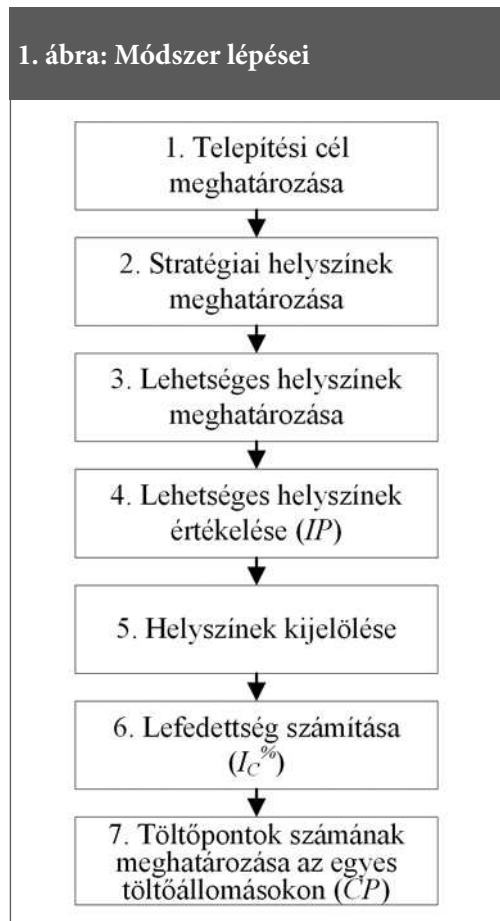 1. ábra: Módszer lépései
1. Telepítési cél
meghatározása
2. Stratégiai helyszínek
meghatározása
3. Lehetséges helyszínek
meghatározása
4. Lehetséges helyszínek
értékelése (IP)
5. Helyszínek kijelölése
6. Lefedettség számítása
(I_C^%)
7. Töltőpontok számának
meghatározása az egyes
töltőállomásokon (CP)